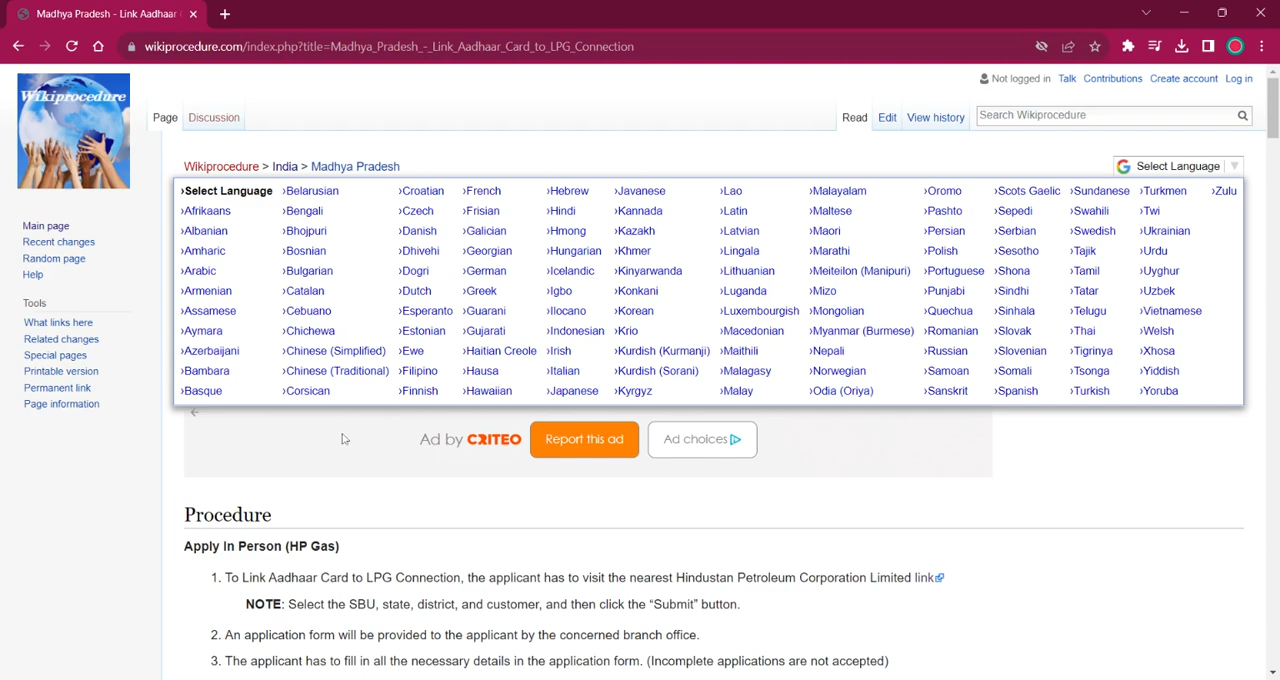 Madhya Pradesh - Link Aadhaar
wikiprocedure.com/index.php?title=Madhya_Pradesh_-_Link_Aadhaar_Card_to_LPG_Connection
Not logged in Talk Contributions Create account Log in
Wikiprocedure
Page Discussion Read Edit View history Search Wikiprocedure
Wikiprocedure > India > Madhya Pradesh Select Language
›Select Language ›Belarusian ›Croatian ›French ›Hebrew ›Javanese ›Lao ›Malayalam ›Oromo ›Scots Gaelic ›Sundanese ›Turkmen ›Zulu
›Afrikaans ›Bengali ›Czech ›Frisian ›Hindi ›Kannada ›Latin ›Maltese ›Pashto ›Sepedi ›Swahili ›Twi
›Albanian ›Bhojpuri ›Danish ›Galician ›Hmong ›Kazakh ›Latvian ›Maori ›Persian ›Serbian ›Swedish ›Ukrainian
›Amharic ›Bosnian ›Dhivehi ›Georgian ›Hungarian ›Khmer ›Lingala ›Marathi ›Polish ›Sesotho ›Tajik ›Urdu
›Arabic ›Bulgarian ›Dogri ›German ›Icelandic ›Kinyarwanda ›Lithuanian ›Meiteilon (Manipuri) ›Portuguese ›Shona ›Tamil ›Uyghur
›Armenian ›Catalan ›Dutch ›Greek ›Igbo ›Konkani ›Luganda ›Mizo ›Punjabi ›Sindhi ›Tatar ›Uzbek
›Assamese ›Cebuano ›Esperanto ›Guarani ›Ilocano ›Korean ›Luxembourgish ›Mongolian ›Quechua ›Sinhala ›Telugu ›Vietnamese
›Aymara ›Chichewa ›Estonian ›Gujarati ›Indonesian ›Krio ›Macedonian ›Myanmar (Burmese) ›Romanian ›Slovak ›Thai ›Welsh
›Azerbaijani ›Chinese (Simplified) ›Ewe ›Haitian Creole ›Irish ›Kurdish (Kurmanji) ›Maithili ›Nepali ›Russian ›Slovenian ›Tigrinya ›Xhosa
›Bambara ›Chinese (Traditional) ›Filipino ›Hausa ›Italian ›Kurdish (Sorani) ›Malagasy ›Norwegian ›Samoan ›Somali ›Tsonga ›Yiddish
›Basque ›Corsican ›Finnish ›Hawaiian ›Japanese ›Kyrgyz ›Malay ›Odia (Oriya) ›Sanskrit ›Spanish ›Turkish ›Yoruba
Main page
Recent changes
Random page
Help
Tools
What links here
Related changes
Special pages
Printable version
Permanent link
Page information
Ad by CRITEO Report this ad Ad choices
Procedure
Apply In Person (HP Gas)
1. To Link Aadhaar Card to LPG Connection, the applicant has to visit the nearest Hindustan Petroleum Corporation Limited link
NOTE: Select the SBU, state, district, and customer, and then click the “Submit” button.
2. An application form will be provided to the applicant by the concerned branch office.
3. The applicant has to fill in all the necessary details in the application form. (Incomplete applications are not accepted)